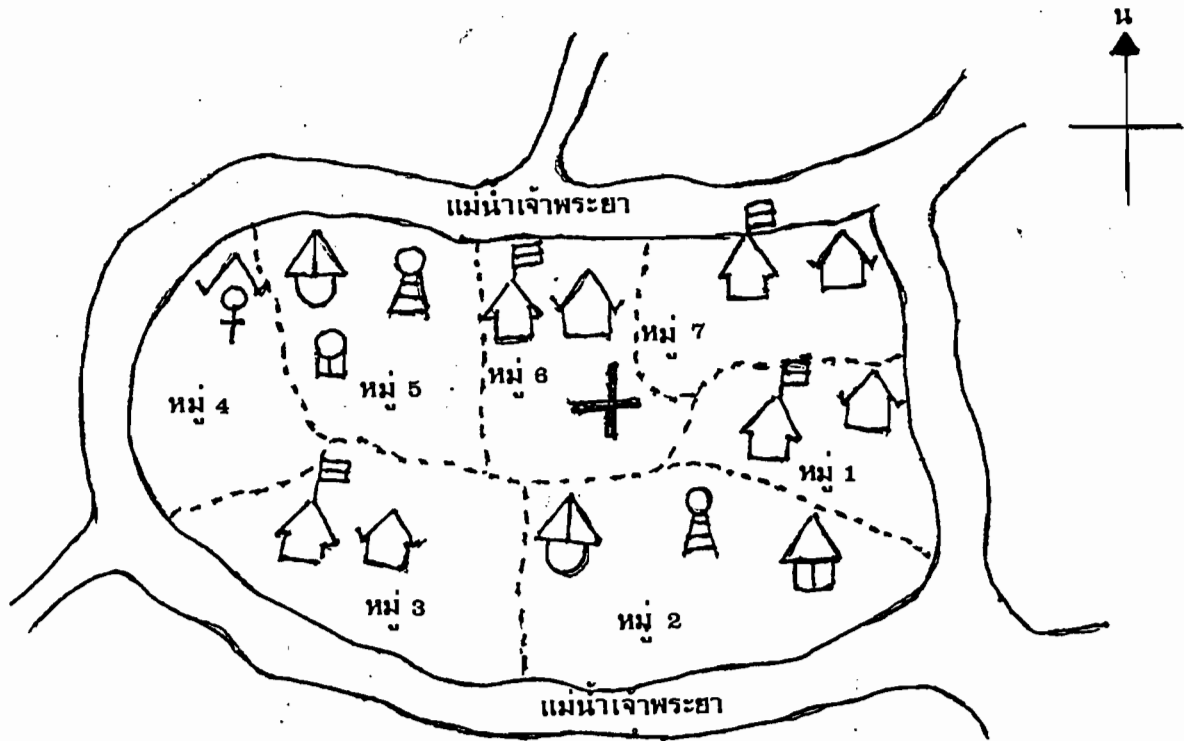 น
แม่น้ำเจ้าพระยา
หมู่ 7
หมู่ 6
หมู่ 5
หมู่ 4
หมู่ 1
หมู่ 3
หมู่ 2
แม่น้ำเจ้าพระยา